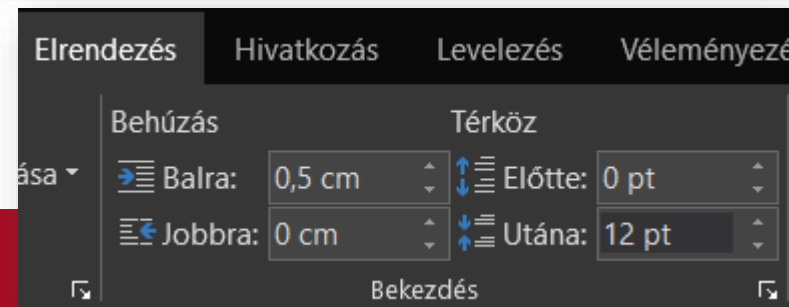 Elrendezés Hivatkozás Levelezés Véleményezé
Behúzás Térköz
ása Balra: 0,5 cm Előtte: 0 pt
Jobbra: 0 cm Utána: 12 pt
Bekezdés